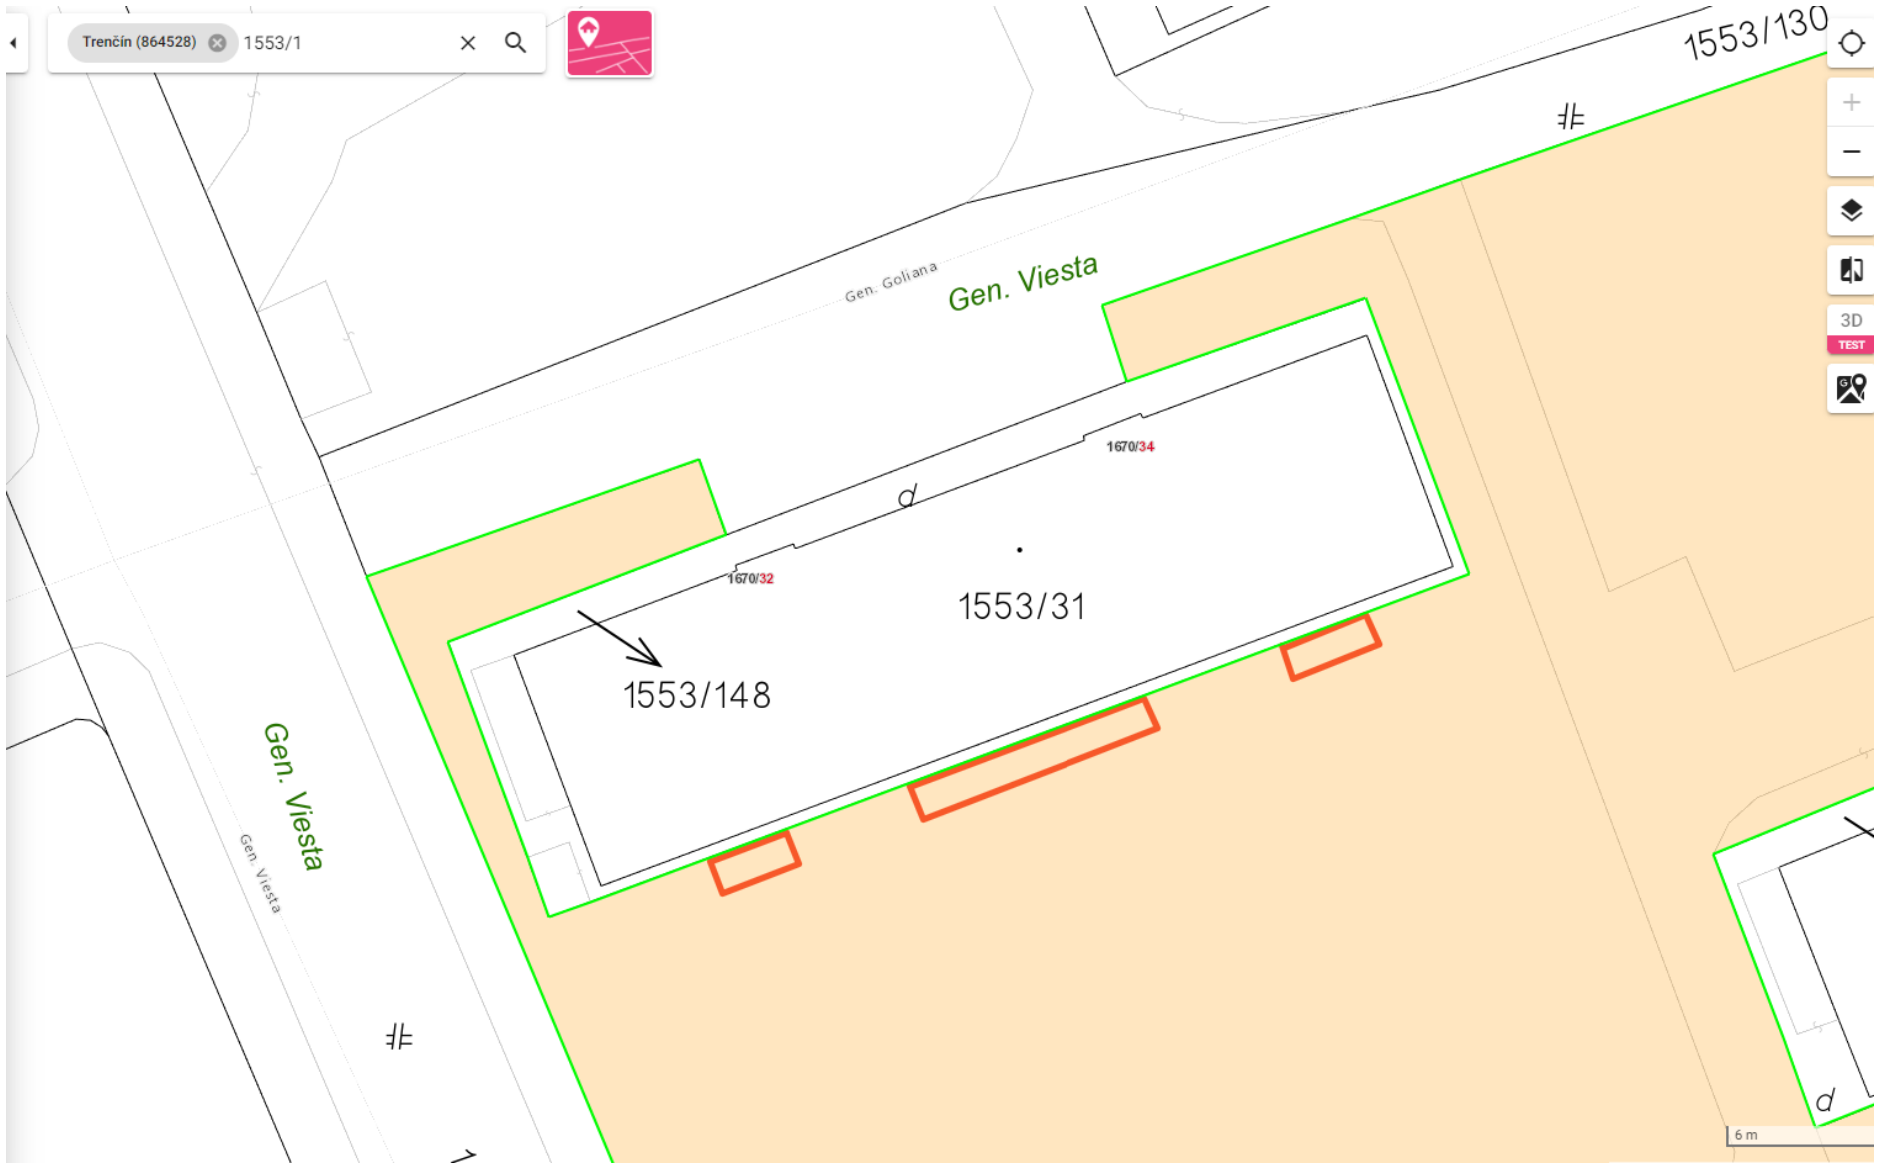 Trenčín (864528) 1553/1
1553/130
3D
TEST
G
Gen. Goliana
Gen. Viesta
1670/34
d
1670/32
1553/31
1553/148
Gen. Viesta
Gen. Viesta
d
6 m